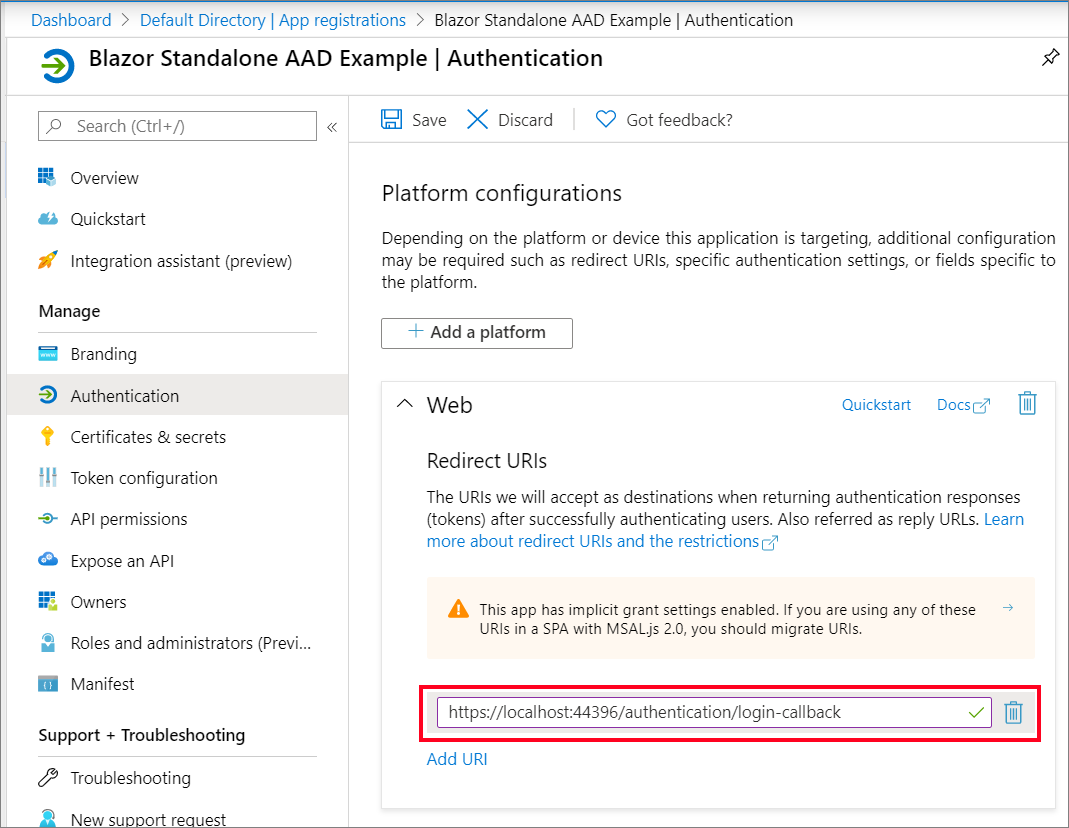 Dashboard > Default Directory | App registrations > Blazor Standalone AAD Example | Authentication
Blazor Standalone AAD Example | Authentication
Search (Ctrl+/)
«
Overview
Quickstart
Integration assistant (preview)
Manage
Branding
Authentication
Certificates & secrets
Token configuration
API permissions
Expose an API
Owners
Roles and administrators (Previ...
Manifest
Support + Troubleshooting
Troubleshooting
New support request
Save
Discard
Got feedback?
Platform configurations
Depending on the platform or device this application is targeting, additional configuration
may be required such as redirect URIs, specific authentication settings, or fields specific to
the platform.
+ Add a platform
Web
Quickstart
Docs
Redirect URIs
The URIs we will accept as destinations when returning authentication responses
(tokens) after successfully authenticating users. Also referred as reply URLs. Learn
more about redirect URIs and the restrictions
This app has implicit grant settings enabled. If you are using any of these
URIs in a SPA with MSAL.js 2.0, you should migrate URIs.
https://localhost:44396/authentication/login-callback
Add URI